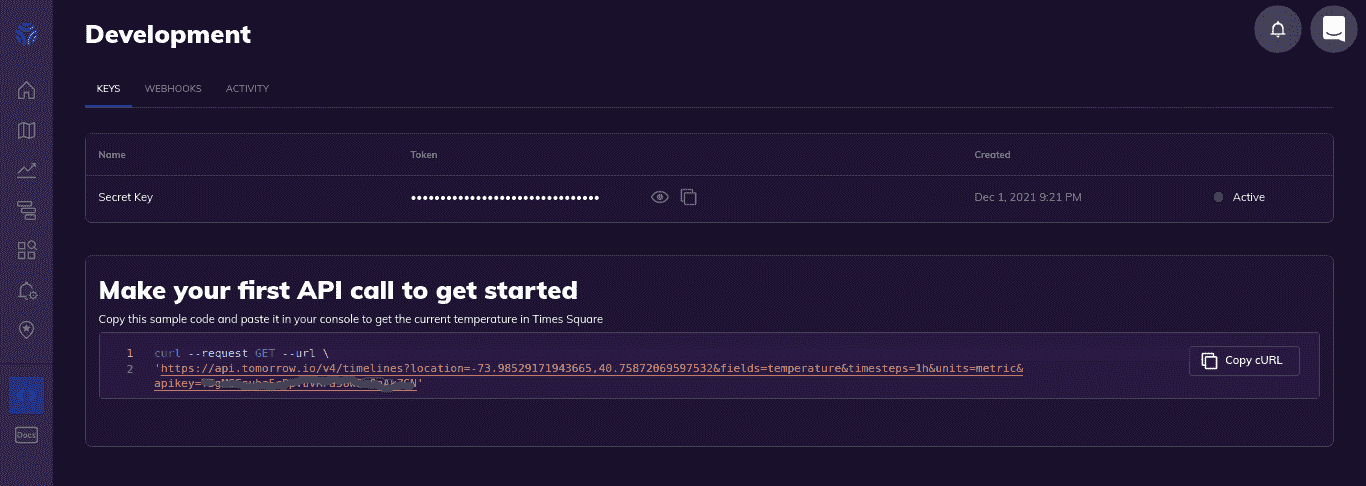 Development
KEYS WEBHOOKS ACTIVITY
Name Token Created
Secret Key •••••••••••••••••••••••••••••••• Dec 1, 2021 9:21 PM Active
Make your first API call to get started
Copy this sample code and paste it in your console to get the current temperature in Times Square
1 curl --request GET --url \
2 'https://api.tomorrow.io/v4/timelines?location=-73.98529171943665,40.75872069597532&fields=temperature&timesteps=1h&units=metric&
apikey=
Copy cURL
Docs